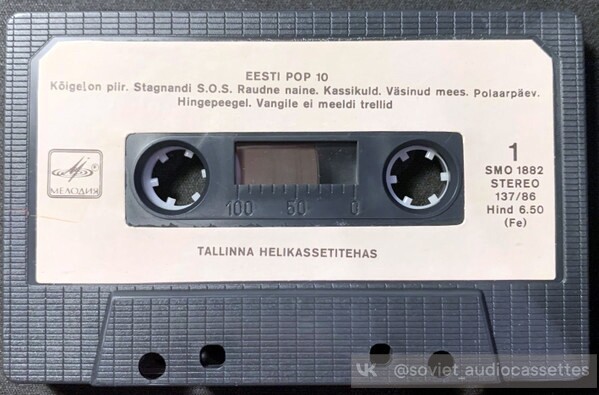 EESTI POP 10
Kõigel on piir. Stagnandi S.O.S. Raudne naine. Kassikuld. Väsinud mees. Polaarpäev.
Hingepeegel. Vangile ei meeldi trellid
МЕЛОДИЯ
1
SMO 1882
STEREO
137/86
Hind 6.50
(Fe)
100 50 0
TALLINNA HELIKASSETITEHAS
@soviet_audiocassettes